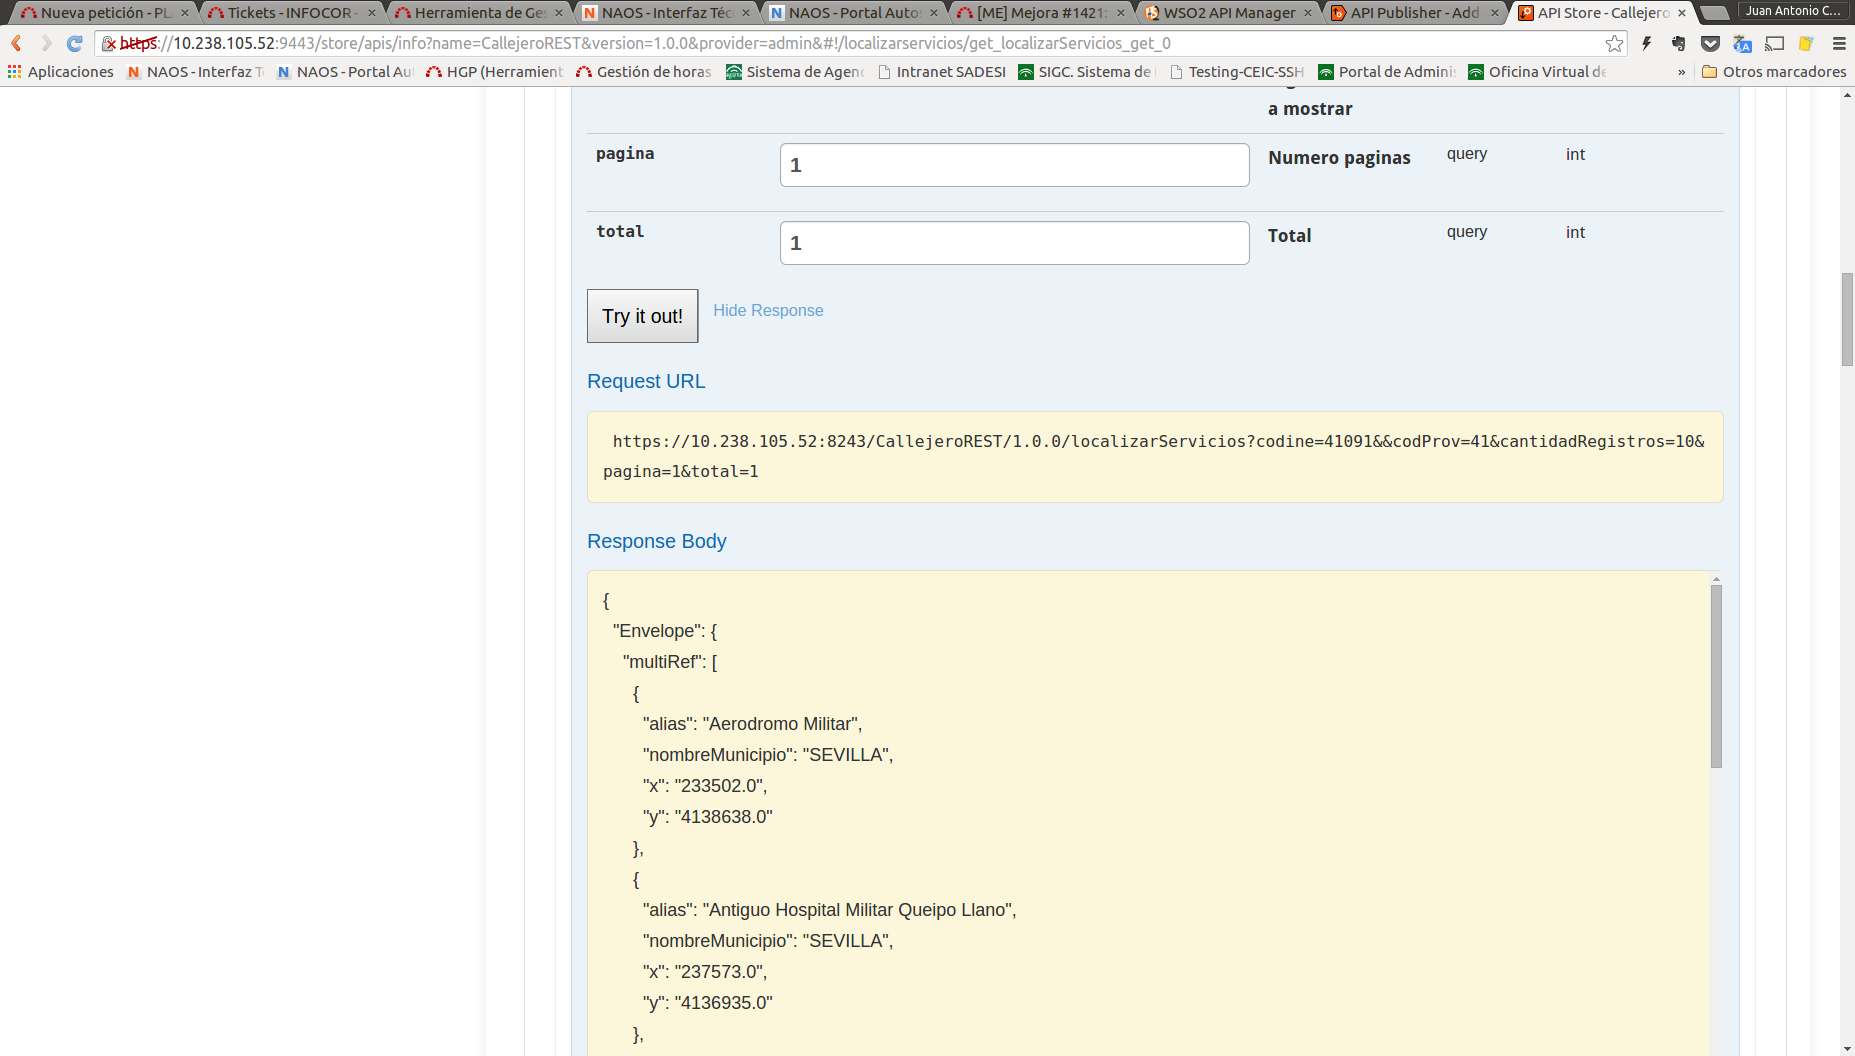 Nueva petición - PL
Tickets - INFOCOR -
Herramienta de Ges
NAOS - Interfaz Téc
NAOS - Portal Autos
[ME] Mejora #1421
WSO2 API Manager
API Publisher - Add
API Store - Callejero
Juan Antonio C...
https://10.238.105.52:9443/store/apis/info?name=CallejeroREST&version=1.0.0&provider=admin&#!/localizarservicios/get_localizarServicios_get_0
Aplicaciones
NAOS - Interfaz T
NAOS - Portal Au
HGP (Herramient
Gestión de horas
Sistema de Agen
Intranet SADESI
SIGC. Sistema de
Testing-CEIC-SSH
Portal de Adminis
Oficina Virtual de
»
Otros marcadores
a mostrar
pagina
1
Numero paginas
query
int
total
1
Total
query
int
Try it out!
Hide Response
Request URL
https://10.238.105.52:8243/CallejeroREST/1.0.0/localizarServicios?codine=41091&&codProv=41&cantidadRegistros=10&
pagina=1&total=1
Response Body
{
"Envelope": {
"multiRef": [
{
"alias": "Aerodromo Militar",
"nombreMunicipio": "SEVILLA",
"x": "233502.0",
"y": "4138638.0"
},
{
"alias": "Antiguo Hospital Militar Queipo Llano",
"nombreMunicipio": "SEVILLA",
"x": "237573.0",
"y": "4136935.0"
},